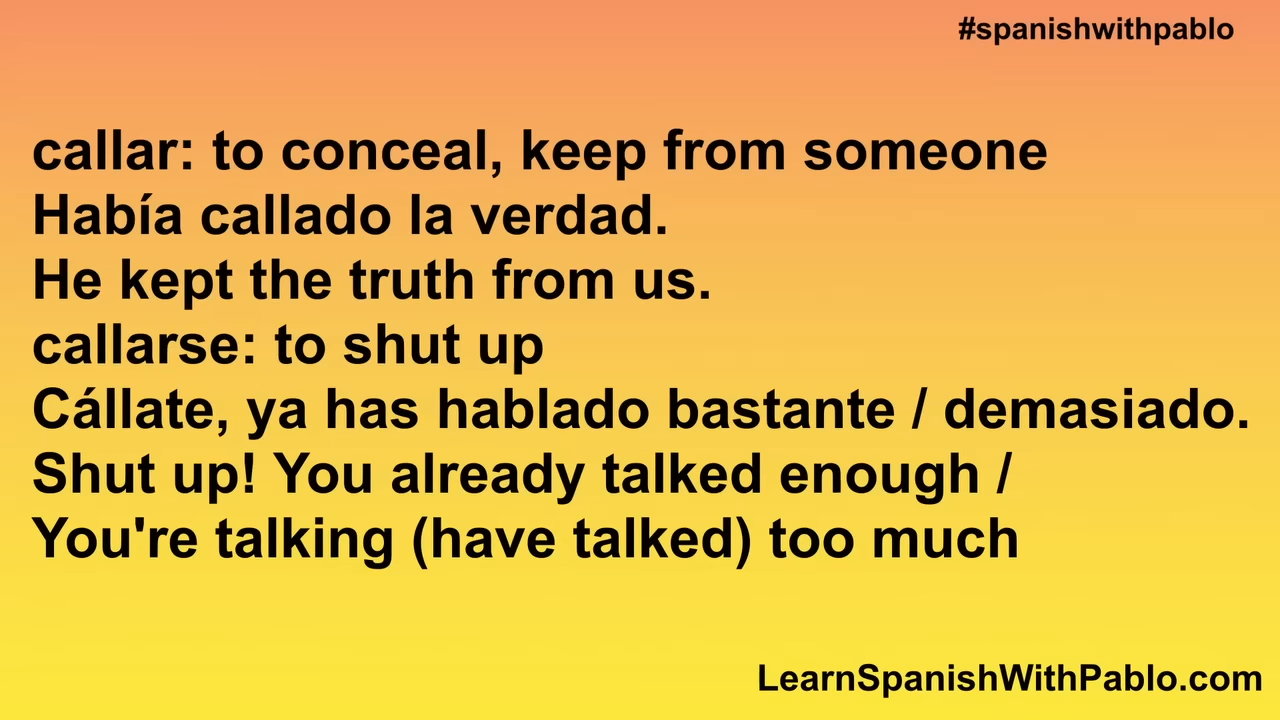 #spanishwithpablo
callar: to conceal, keep from someone
Había callado la verdad.
He kept the truth from us.
callarse: to shut up
Cállate, ya has hablado bastante / demasiado.
Shut up! You already talked enough /
You're talking (have talked) too much
LearnSpanishWithPablo.com